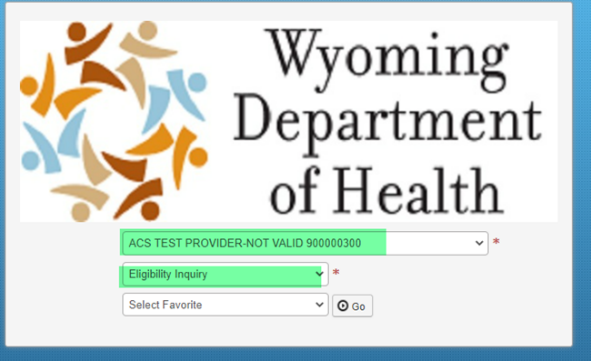 Wyoming
Department
of Health
ACS TEST PROVIDER-NOT VALID 900000300 *
Eligibility Inquiry *
Select Favorite Go